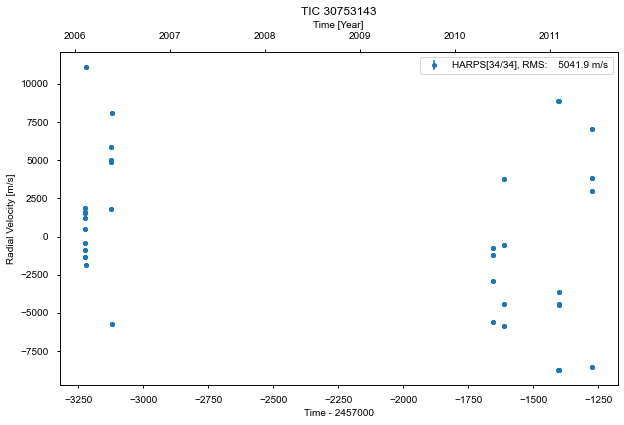 TIC 30753143
Time [Year]
2006 2007 2008 2009 2010 2011
HARPS[34/34], RMS: 5041.9 m/s
10000
7500
5000
2500
0
−2500
−5000
−7500
Radial Velocity [m/s]
−3250 −3000 −2750 −2500 −2250 −2000 −1750 −1500 −1250
Time - 2457000